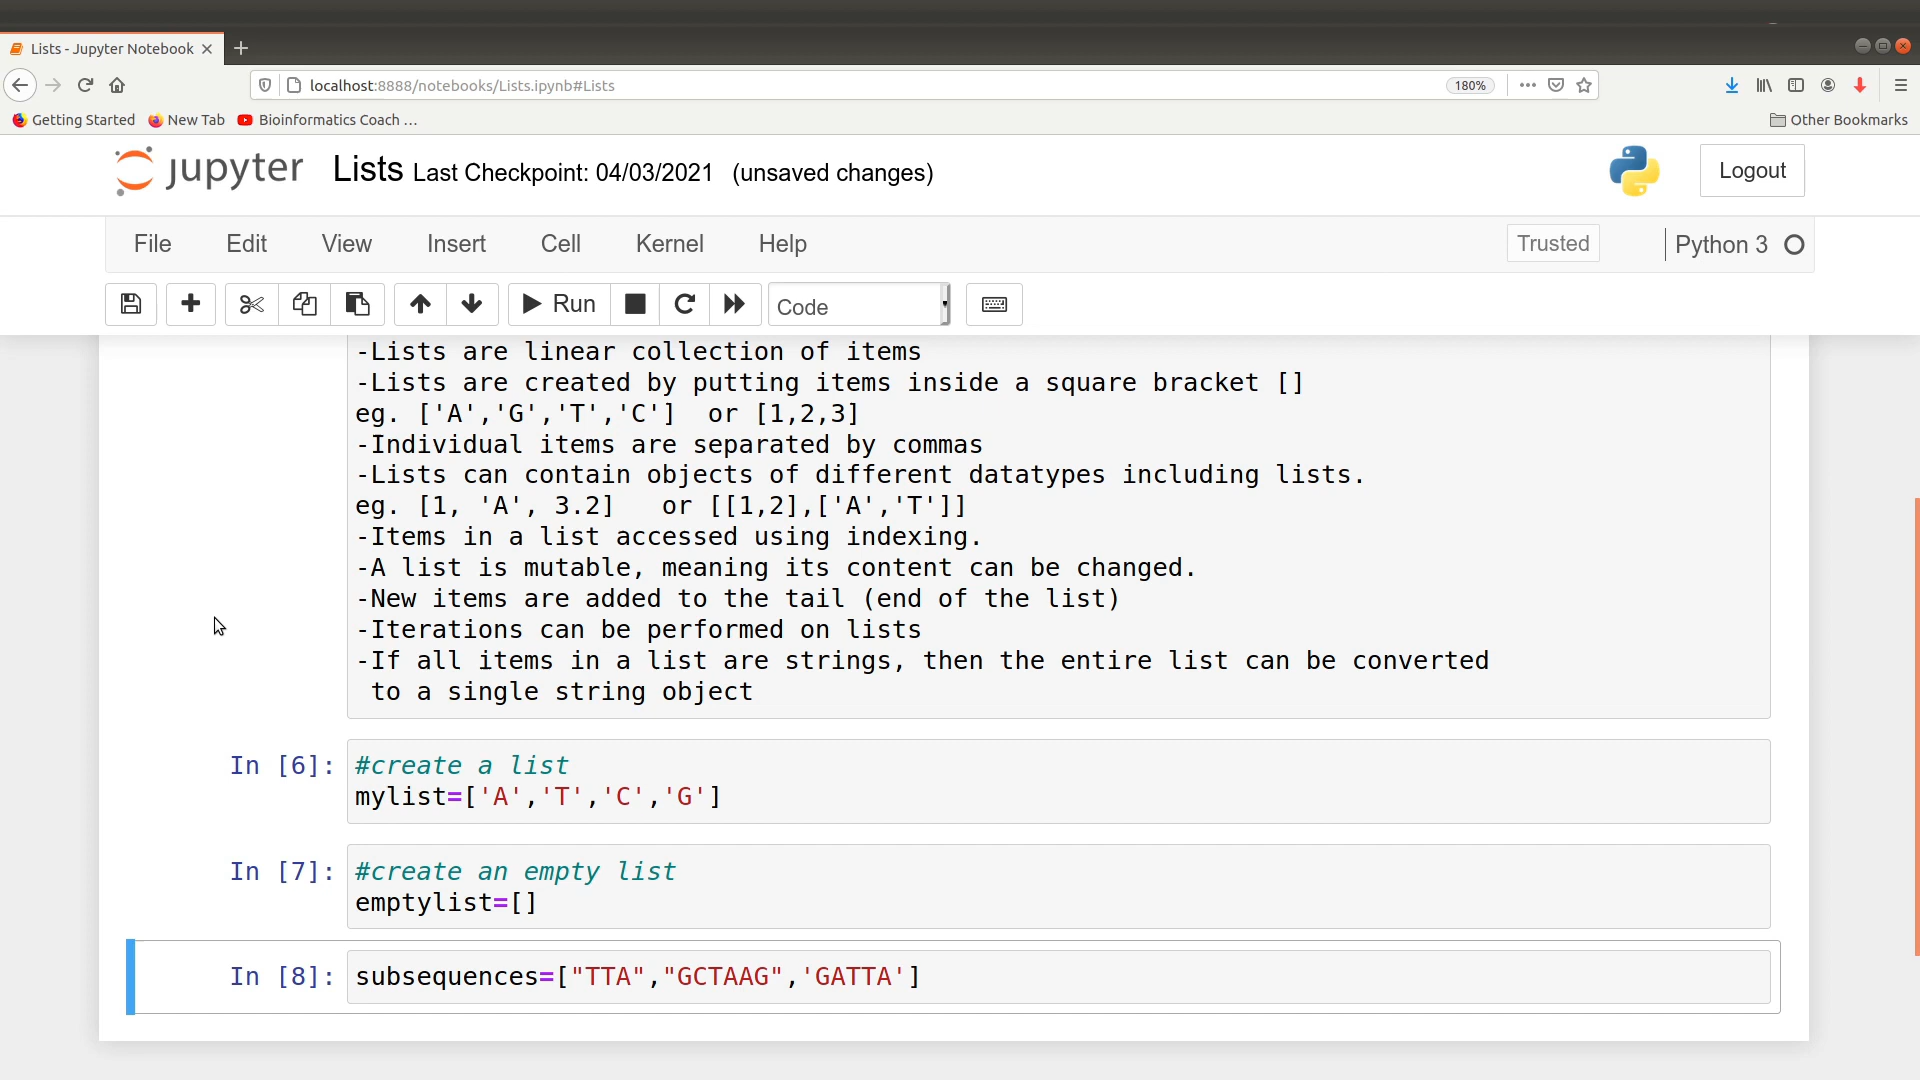 Lists - Jupyter Notebook
localhost:8888/notebooks/Lists.ipynb#Lists
180%
Getting Started
New Tab
Bioinformatics Coach ...
Other Bookmarks
jupyter
Lists
Last Checkpoint: 04/03/2021
(unsaved changes)
Logout
File
Edit
View
Insert
Cell
Kernel
Help
Trusted
Python 3
Run
Code
-Lists are linear collection of items
-Lists are created by putting items inside a square bracket []
eg. ['A','G','T','C']  or [1,2,3]
-Individual items are separated by commas
-Lists can contain objects of different datatypes including lists.
eg. [1, 'A', 3.2]   or [[1,2],['A','T']]
-Items in a list accessed using indexing.
-A list is mutable, meaning its content can be changed.
-New items are added to the tail (end of the list)
-Iterations can be performed on lists
-If all items in a list are strings, then the entire list can be converted
to a single string object
In [6]:
#create a list
mylist=['A','T','C','G']
In [7]:
#create an empty list
emptylist=[]
In [8]:
subsequences=["TTA","GCTAAG",'GATTA']